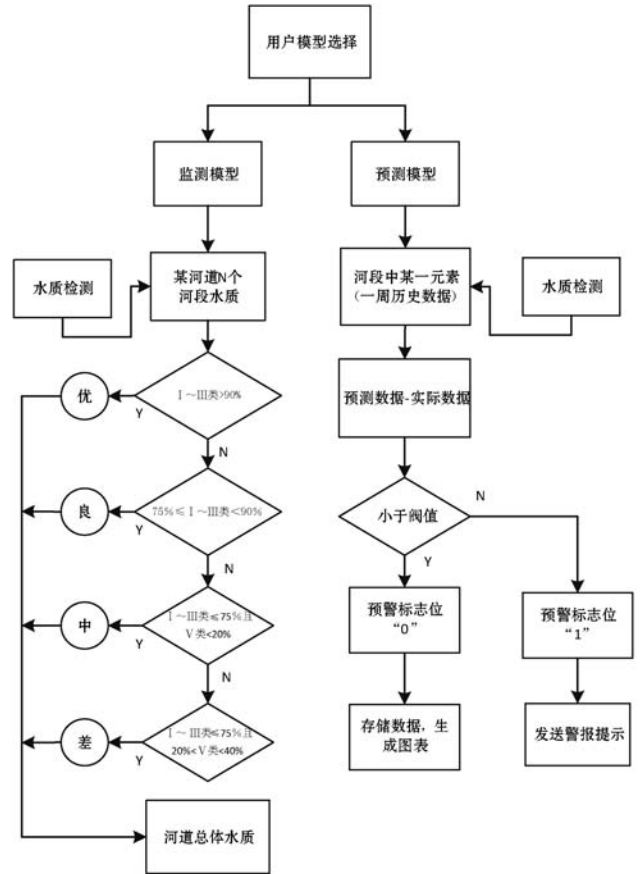 用户模型选择
监测模型
预测模型
水质检测
某河道N个
河段水质
河段中某一元素
(一周历史数据)
水质检测
优
Y
Ⅰ～Ⅲ类>90%
N
预测数据-实际数据
良
Y
75%≤Ⅰ～Ⅲ类<90%
N
小于阀值
N
Y
中
Y
Ⅰ～Ⅲ类≤75%且
Ⅴ类<20%
N
预警标志位
“0”
预警标志位
“1”
差
Y
Ⅰ～Ⅲ类≤75%且
20%<Ⅴ类<40%
存储数据，生
成图表
发送警报提示
河道总体水质